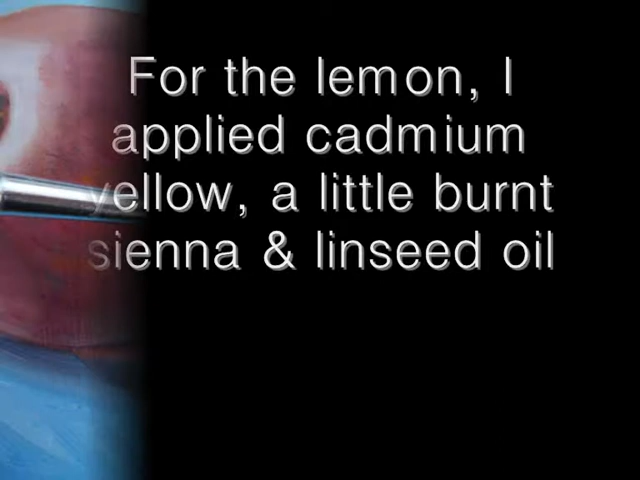 For the lemon, I
applied cadmium
yellow, a little burnt
sienna & linseed oil